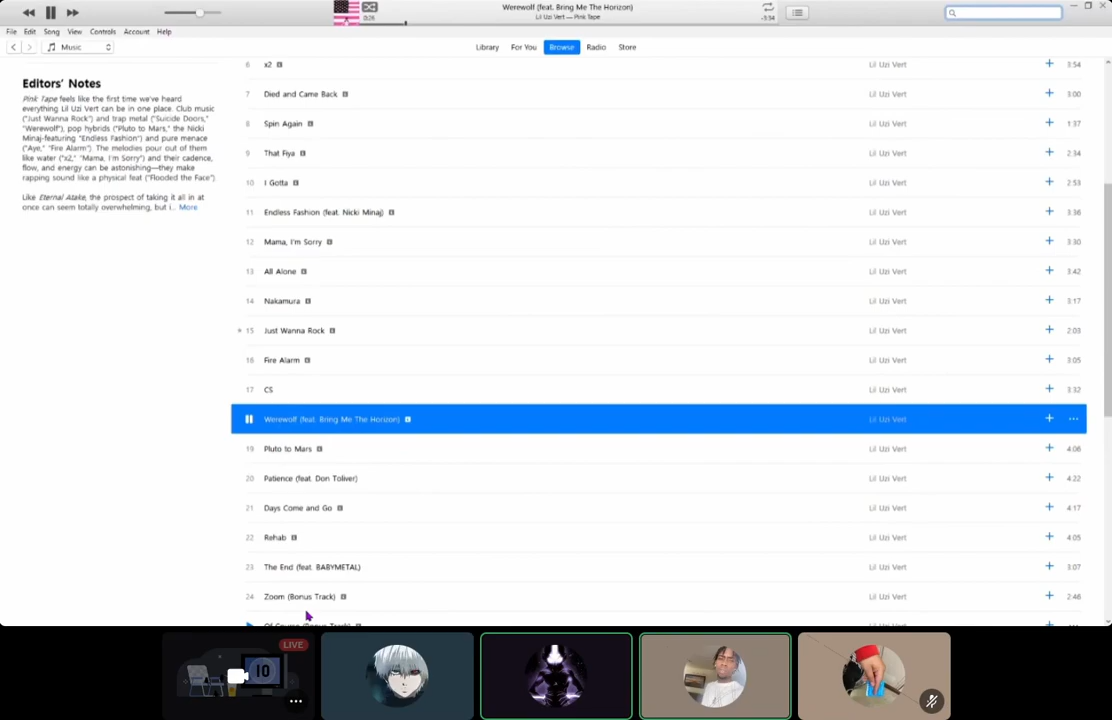 Werewolf (feat. Bring Me The Horizon)
Lil Uzi Vert — Pink Tape
0:26
-5:34
File Edit Song View Controls Account Help
Music
Library For You Browse Radio Store
Editors' Notes
Pink Tape feels like the first time we've heard
everything Lil Uzi Vert can be in one place. Club music
("Just Wanna Rock") and trap metal ("Suicide Doors,"
"Werewolf"), pop hybrids ("Pluto to Mars," the Nicki
Minaj-featuring "Endless Fashion") and pure menace
("Aye," "Fire Alarm"). The melodies pour out of them
like water ("x2," "Mama, I'm Sorry") and their cadence,
flow, and energy can be astonishing—they make
rapping sound like a physical feat ("Flooded the Face").
Like Eternal Atake, the prospect of taking it all in at
once can seem totally overwhelming, but i... More
6 x2 E Lil Uzi Vert + 3:54
7 Died and Came Back E Lil Uzi Vert + 3:00
8 Spin Again E Lil Uzi Vert + 1:37
9 That Fiya E Lil Uzi Vert + 2:34
10 I Gotta E Lil Uzi Vert + 2:53
11 Endless Fashion (feat. Nicki Minaj) E Lil Uzi Vert + 3:36
12 Mama, I'm Sorry E Lil Uzi Vert + 3:30
13 All Alone E Lil Uzi Vert + 3:42
14 Nakamura E Lil Uzi Vert + 3:17
15 Just Wanna Rock E Lil Uzi Vert + 2:03
16 Fire Alarm E Lil Uzi Vert + 3:05
17 CS Lil Uzi Vert + 3:32
Werewolf (feat. Bring Me The Horizon) E Lil Uzi Vert + ...
19 Pluto to Mars E Lil Uzi Vert + 4:06
20 Patience (feat. Don Toliver) Lil Uzi Vert + 4:22
21 Days Come and Go E Lil Uzi Vert + 4:17
22 Rehab E Lil Uzi Vert + 4:05
23 The End (feat. BABYMETAL) Lil Uzi Vert + 3:07
24 Zoom (Bonus Track) E Lil Uzi Vert + 2:46
Of Course (Bonus Track) E
LIVE
10